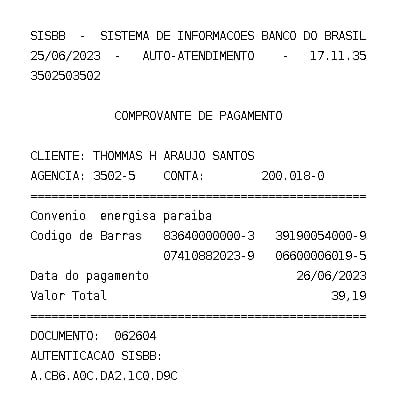 SISBB - SISTEMA DE INFORMACOES BANCO DO BRASIL
25/06/2023 - AUTO-ATENDIMENTO - 17.11.35
3502503502
COMPROVANTE DE PAGAMENTO
CLIENTE: THOMMAS H ARAUJO SANTOS
AGENCIA: 3502-5 CONTA: 200.018-0
================================================
Convenio energisa paraiba
Codigo de Barras 83640000000-3 39190054000-9
07410882023-9 06600006019-5
Data do pagamento 26/06/2023
Valor Total 39,19
================================================
DOCUMENTO: 062604
AUTENTICACAO SISBB:
A.CB6.A0C.DA2.1C0.D9C